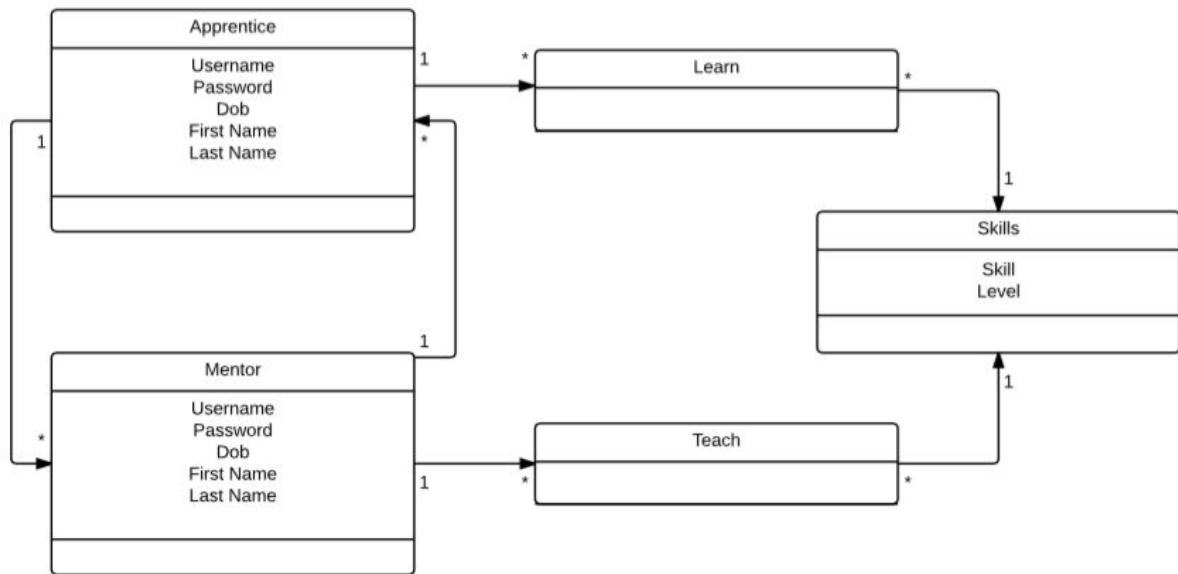 Apprentice
Username
Password
Dob
First Name
Last Name
1
*
Learn
*
1
*
1
Skills
Skill
Level
1
Mentor
Username
Password
Dob
First Name
Last Name
*
1
*
Teach
*
1